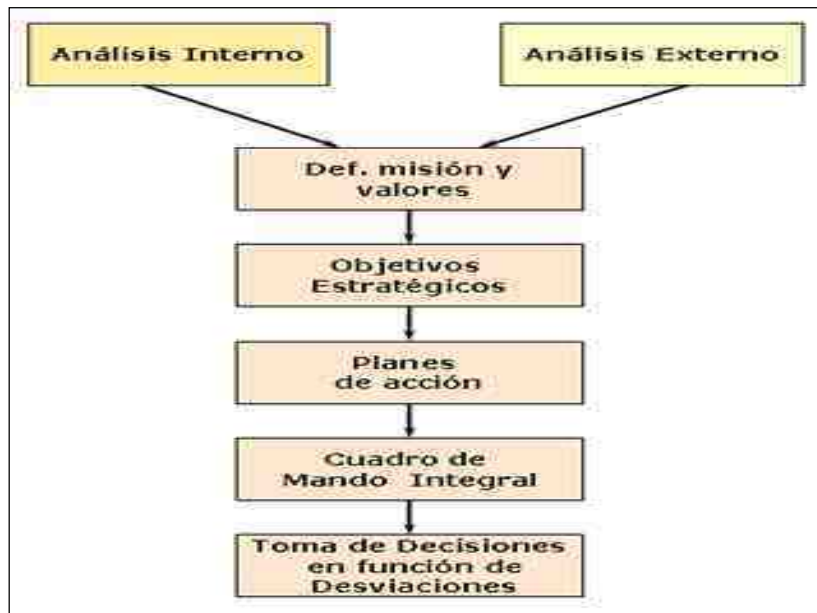 Análisis Interno
Análisis Externo
Def. misión y
valores
Objetivos
Estratégicos
Planes
de acción
Cuadro de
Mando Integral
Toma de Decisiones
en función de
Desviaciones